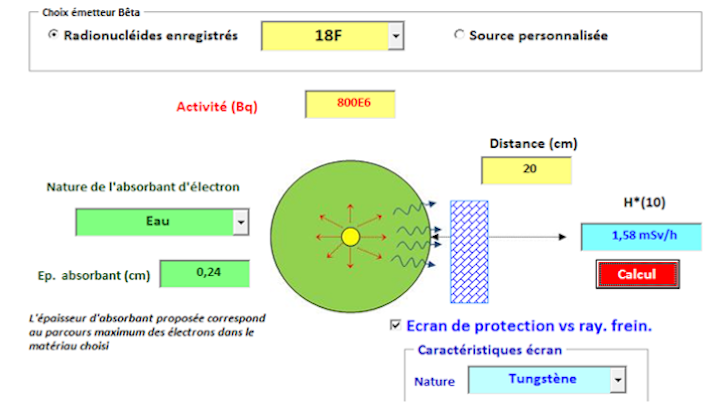 Choix émetteur Bêta
Radionucléides enregistrés
18F
Source personnalisée
Activité (Bq)
800E6
Distance (cm)
20
Nature de l'absorbant d'électron
Eau
H*(10)
1,58 mSv/h
Ep. absorbant (cm)
0,24
Calcul
L'épaisseur d'absorbant proposée correspond
au parcours maximum des électrons dans le
matériau choisi
Ecran de protection vs ray. frein.
Caractéristiques écran
Nature
Tungstène